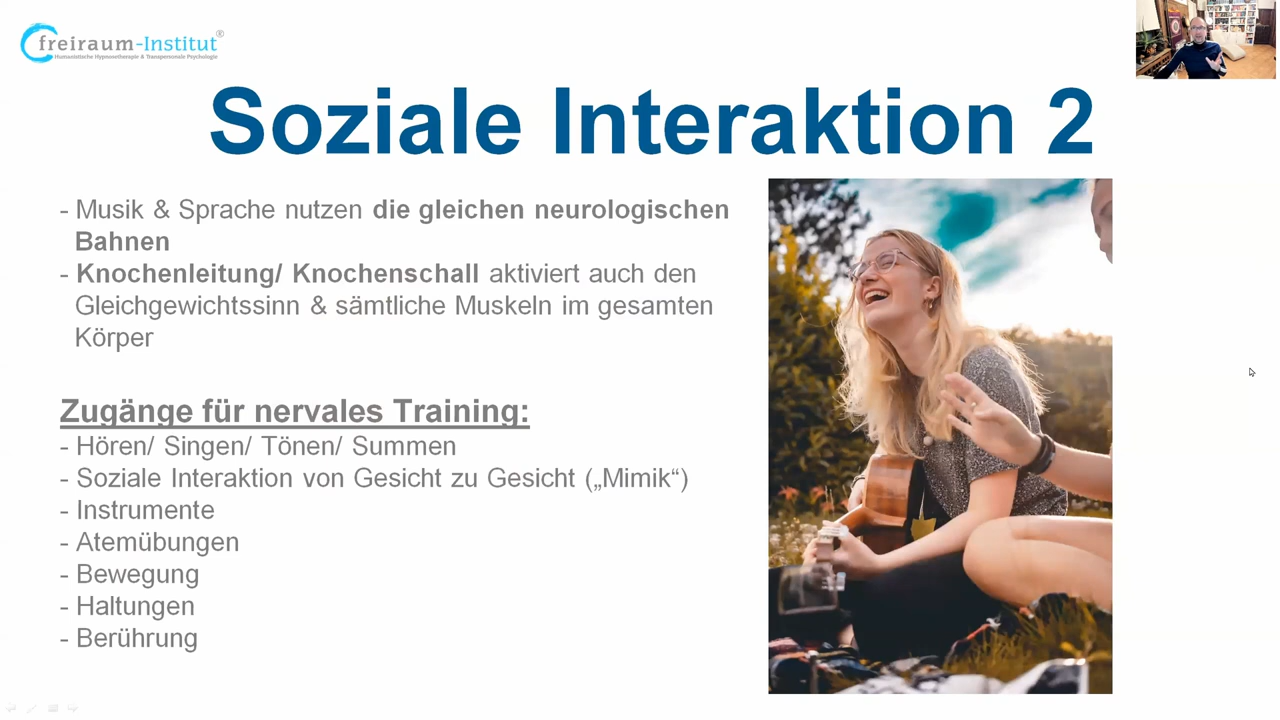 freiraum-Institut®
Humanistische Hypnosetherapie & Transpersonale Psychologie
Soziale Interaktion 2
- Musik & Sprache nutzen die gleichen neurologischen
Bahnen
- Knochenleitung/ Knochenschall aktiviert auch den
Gleichgewichtssinn & sämtliche Muskeln im gesamten
Körper
Zugänge für nervales Training:
- Hören/ Singen/ Tönen/ Summen
- Soziale Interaktion von Gesicht zu Gesicht („Mimik“)
- Instrumente
- Atemübungen
- Bewegung
- Haltungen
- Berührung